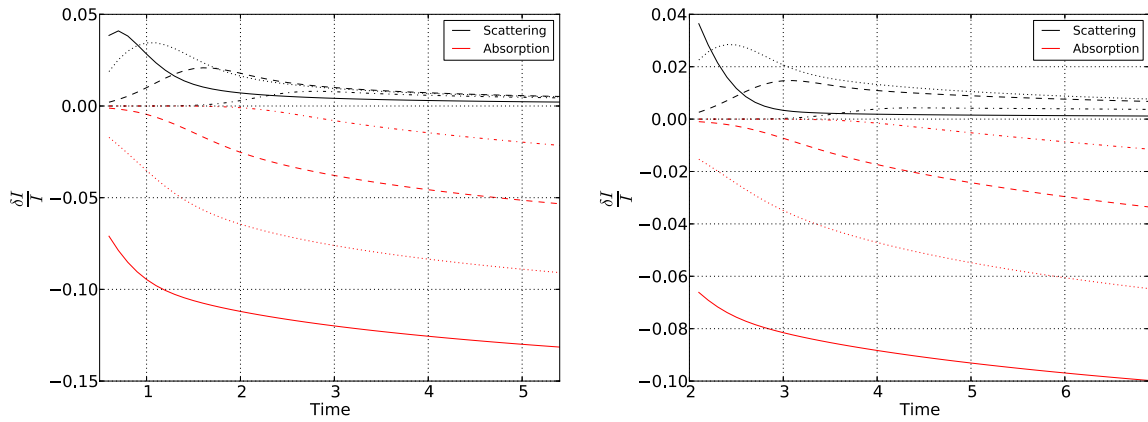 0.05
0.00
−0.05
−0.10
−0.15
δI
I
1 2 3 4 5
Time
Scattering
Absorption
0.04
0.02
0.00
−0.02
−0.04
−0.06
−0.08
−0.10
δI
I
2 3 4 5 6
Time
Scattering
Absorption